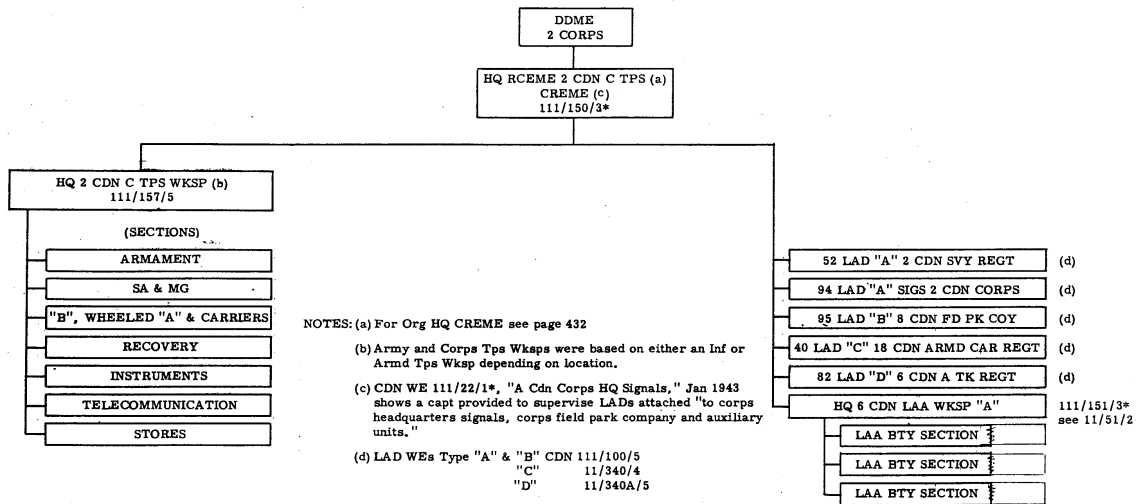 DDME
2 CORPS
HQ RCEME 2 CDN C TPS (a)
CREME (c)
111/150/3*
HQ 2 CDN C TPS WKSP (b)
111/157/5
(SECTIONS)
ARMAMENT
SA & MG
"B", WHEELED "A" & CARRIERS
RECOVERY
INSTRUMENTS
TELECOMMUNICATION
STORES
NOTES: (a) For Org HQ CREME see page 432
(b) Army and Corps Tps Wksps were based on either an Inf or
Armd Tps Wksp depending on location.
(c) CDN WE 111/22/1*, "A Cdn Corps HQ Signals," Jan 1943
shows a capt provided to supervise LADs attached "to corps
headquarters signals, corps field park company and auxiliary
units."
(d) LAD WEs Type "A" & "B" CDN 111/100/5
"C" 11/340/4
"D" 11/340A/5
52 LAD "A" 2 CDN SVY REGT (d)
94 LAD "A" SIGS 2 CDN CORPS (d)
95 LAD "B" 8 CDN FD PK COY (d)
40 LAD "C" 18 CDN ARMD CAR REGT (d)
82 LAD "D" 6 CDN A TK REGT (d)
HQ 6 CDN LAA WKSP "A" 111/151/3*
see 11/51/2
LAA BTY SECTION
LAA BTY SECTION
LAA BTY SECTION